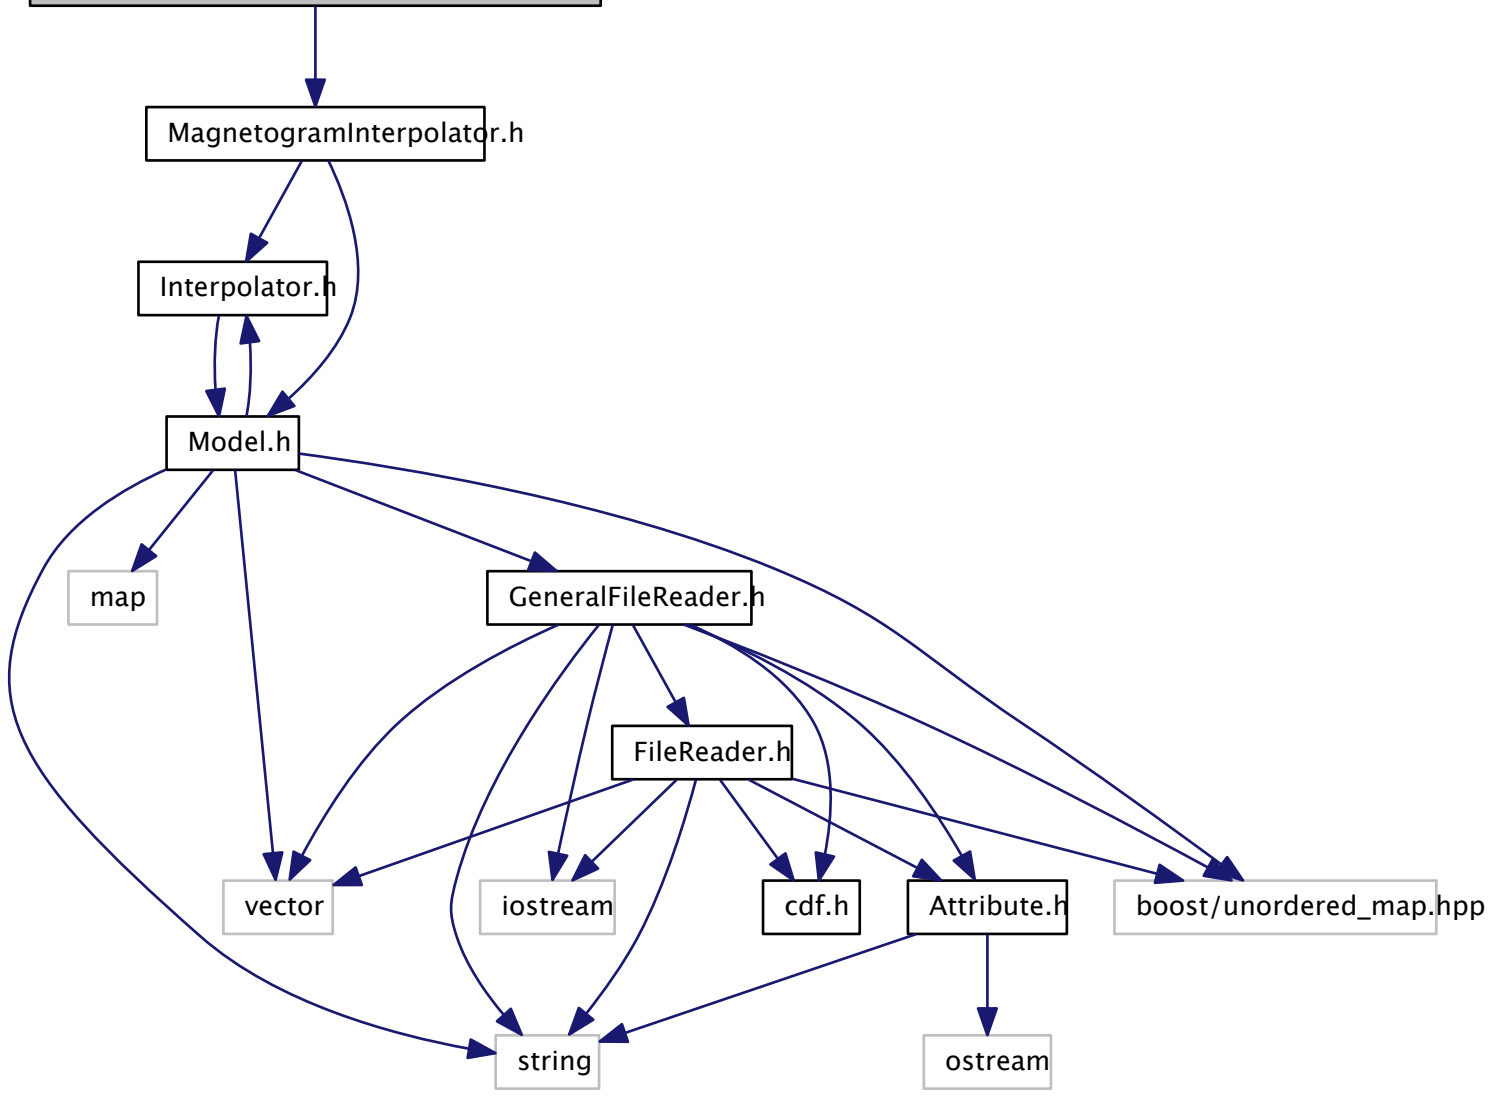 MagnetogramInterpolator.h
Interpolator.h
Model.h
map
GeneralFileReader.h
FileReader.h
vector
iostream
cdf.h
Attribute.h
boost/unordered_map.hpp
string
ostream